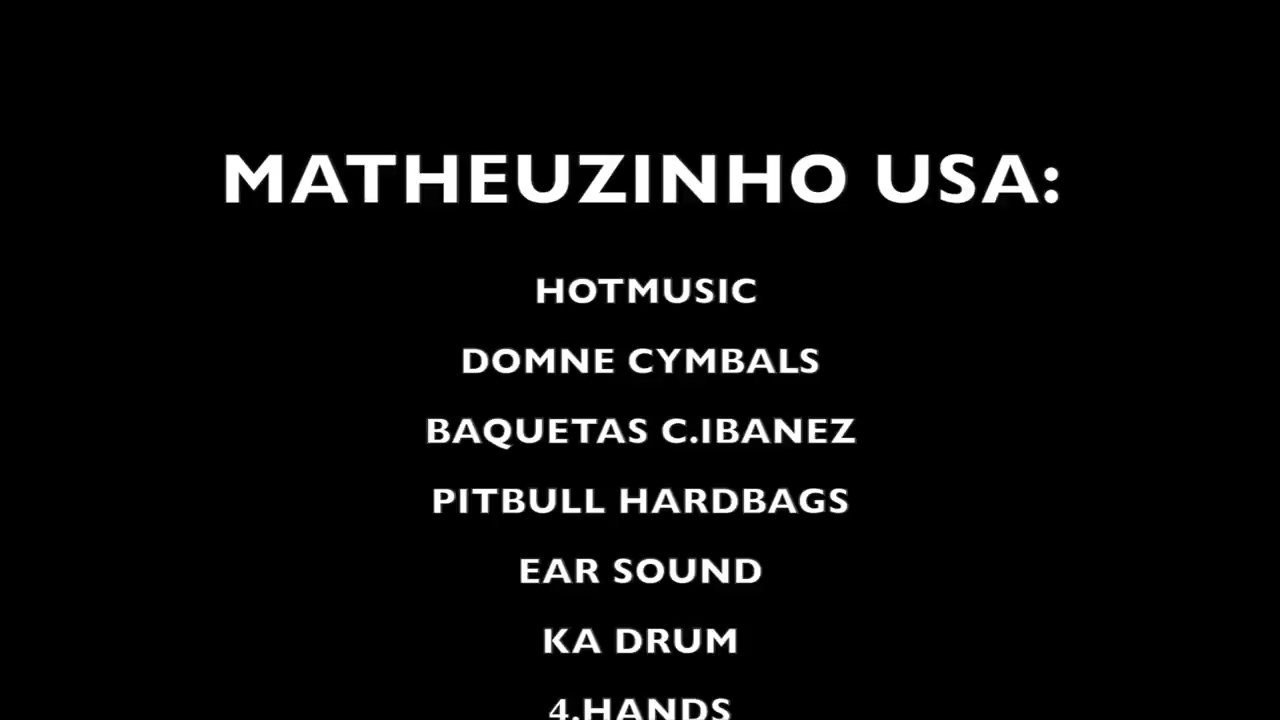 MATHEUZINHO USA:
HOTMUSIC
DOMNE CYMBALS
BAQUETAS C.IBANEZ
PITBULL HARDBAGS
EAR SOUND
KA DRUM
4.HANDS